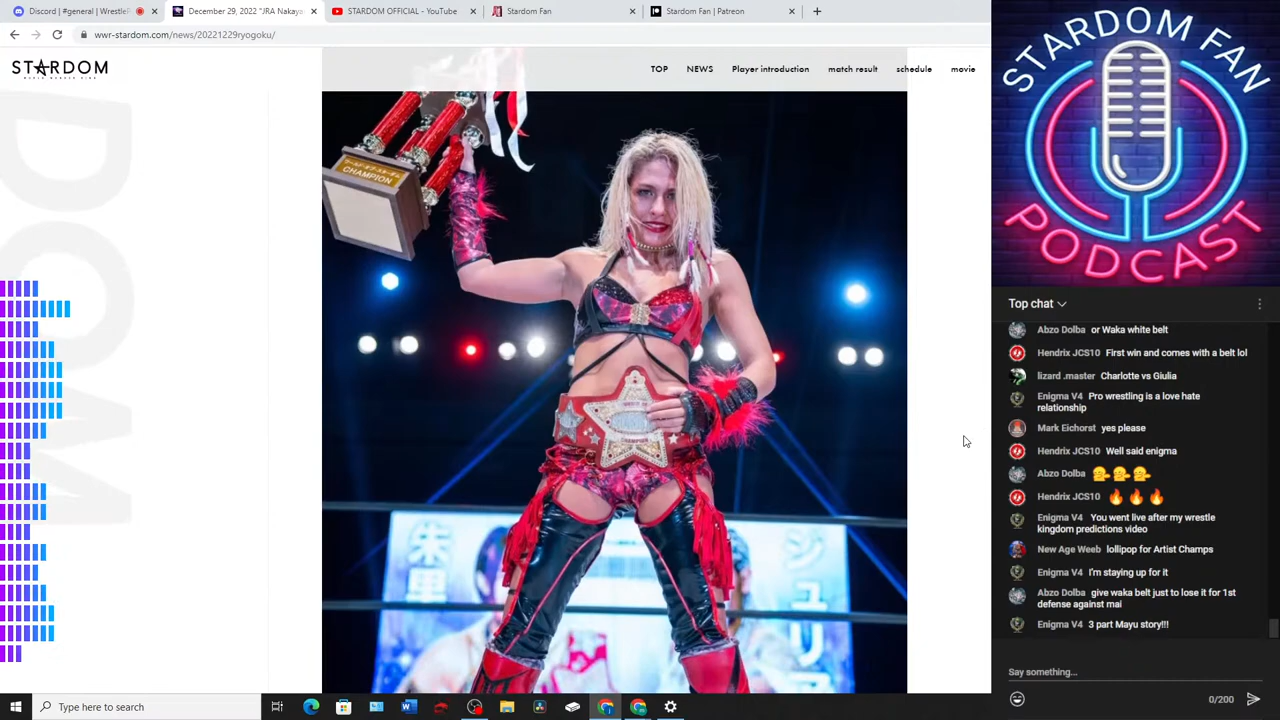 Discord | #general | WrestleP
December 29, 2022 "JRA Nakaya
STARDOM OFFICIAL - YouTube
Stardom Fan
Stardom Fan | Patreon
wwr-stardom.com/news/20221229ryogoku/
STARDOM
TOP NEWS Player introduction match result schedule movie
DOM
CHAMPION
STARDOM FAN
PODCAST
Top chat
Abzo Dolba or Waka white belt
Hendrix JCS10 First win and comes with a belt lol
lizard .master Charlotte vs Giulia
Enigma V4 Pro wrestling is a love hate
relationship
Mark Eichorst yes please
Hendrix JCS10 Well said enigma
Abzo Dolba
Hendrix JCS10
Enigma V4 You went live after my wrestle
kingdom predictions video
New Age Weeb lollipop for Artist Champs
Enigma V4 I'm staying up for it
Abzo Dolba give waka belt just to lose it for 1st
defense against mai
Enigma V4 3 part Mayu story!!!
Say something...
0/200
Type here to search